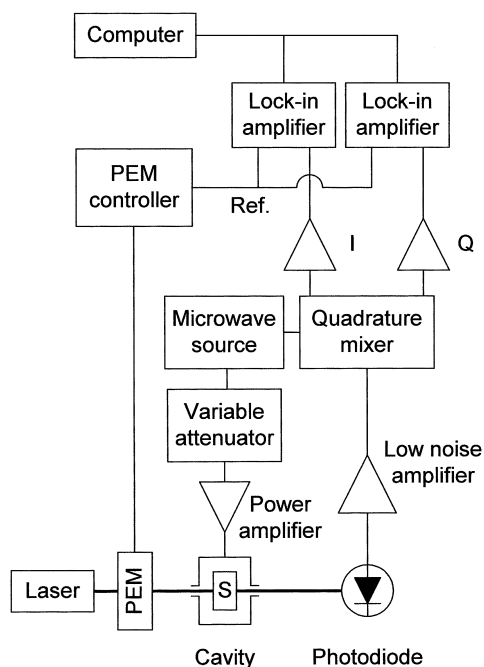 Computer
Lock-in
amplifier
Lock-in
amplifier
PEM
controller
Ref.
I
Q
Microwave
source
Quadrature
mixer
Variable
attenuator
Low noise
amplifier
Power
amplifier
Laser
PEM
S
Cavity
Photodiode